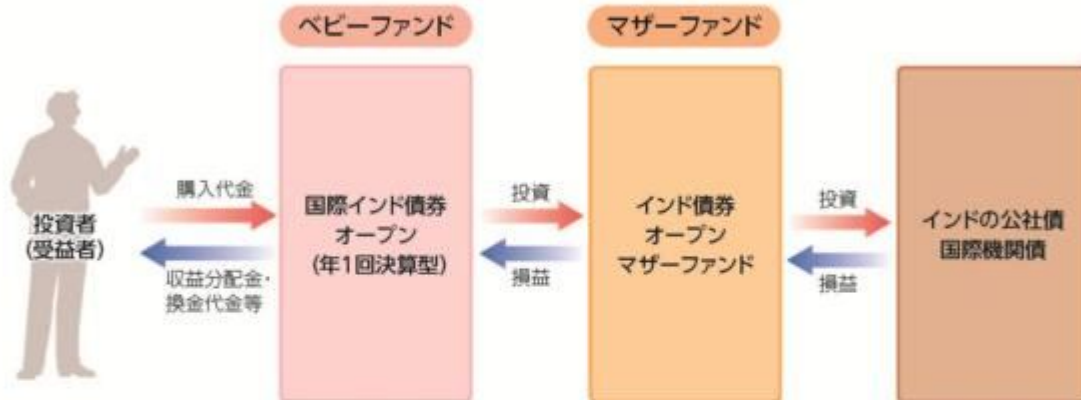 ベビーファンド
マザーファンド
投資者
(受益者)
購入代金
収益分配金・
換金代金等
国際インド債券
オープン
(年1回決算型)
投資
損益
インド債券
オープン
マザーファンド
投資
損益
インドの公社債
国際機関債